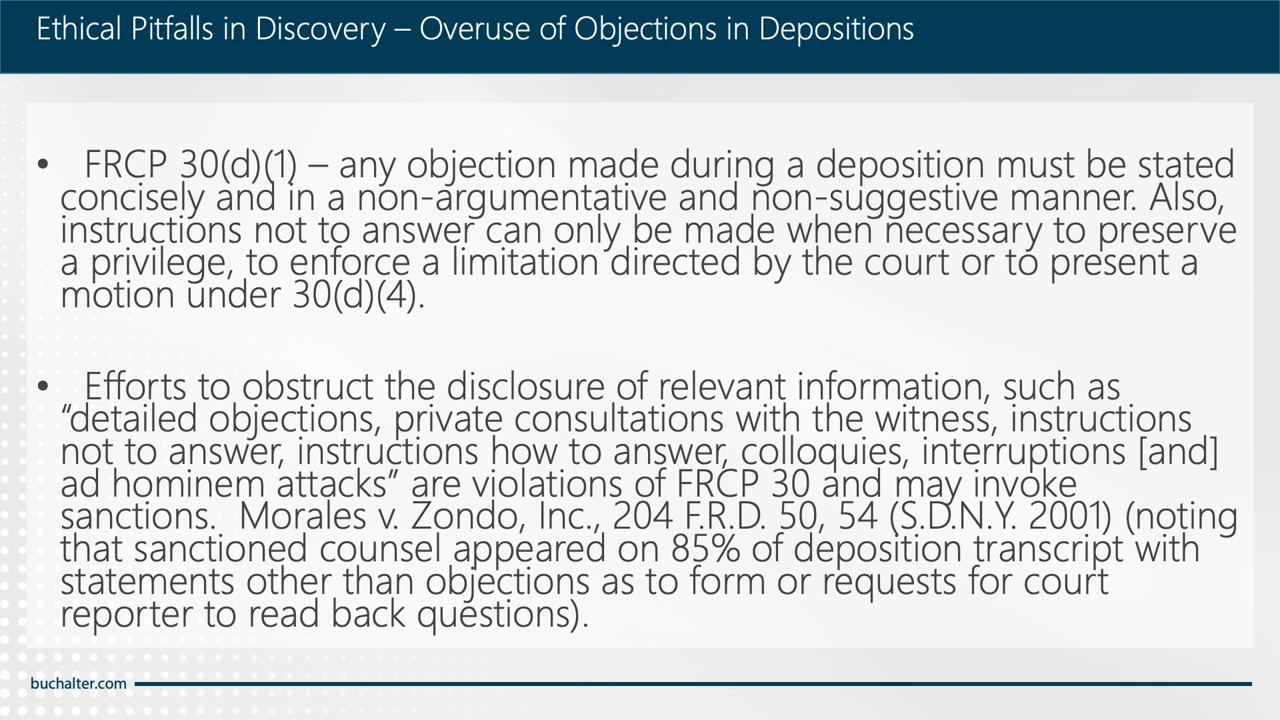 Ethical Pitfalls in Discovery – Overuse of Objections in Depositions
• FRCP 30(d)(1) – any objection made during a deposition must be stated
concisely and in a non-argumentative and non-suggestive manner. Also,
instructions not to answer can only be made when necessary to preserve
a privilege, to enforce a limitation directed by the court or to present a
motion under 30(d)(4).
• Efforts to obstruct the disclosure of relevant information, such as
“detailed objections, private consultations with the witness, instructions
not to answer, instructions how to answer, colloquies, interruptions [and]
ad hominem attacks” are violations of FRCP 30 and may invoke
sanctions.  Morales v. Zondo, Inc., 204 F.R.D. 50, 54 (S.D.N.Y. 2001) (noting
that sanctioned counsel appeared on 85% of deposition transcript with
statements other than objections as to form or requests for court
reporter to read back questions).
buchalter.com